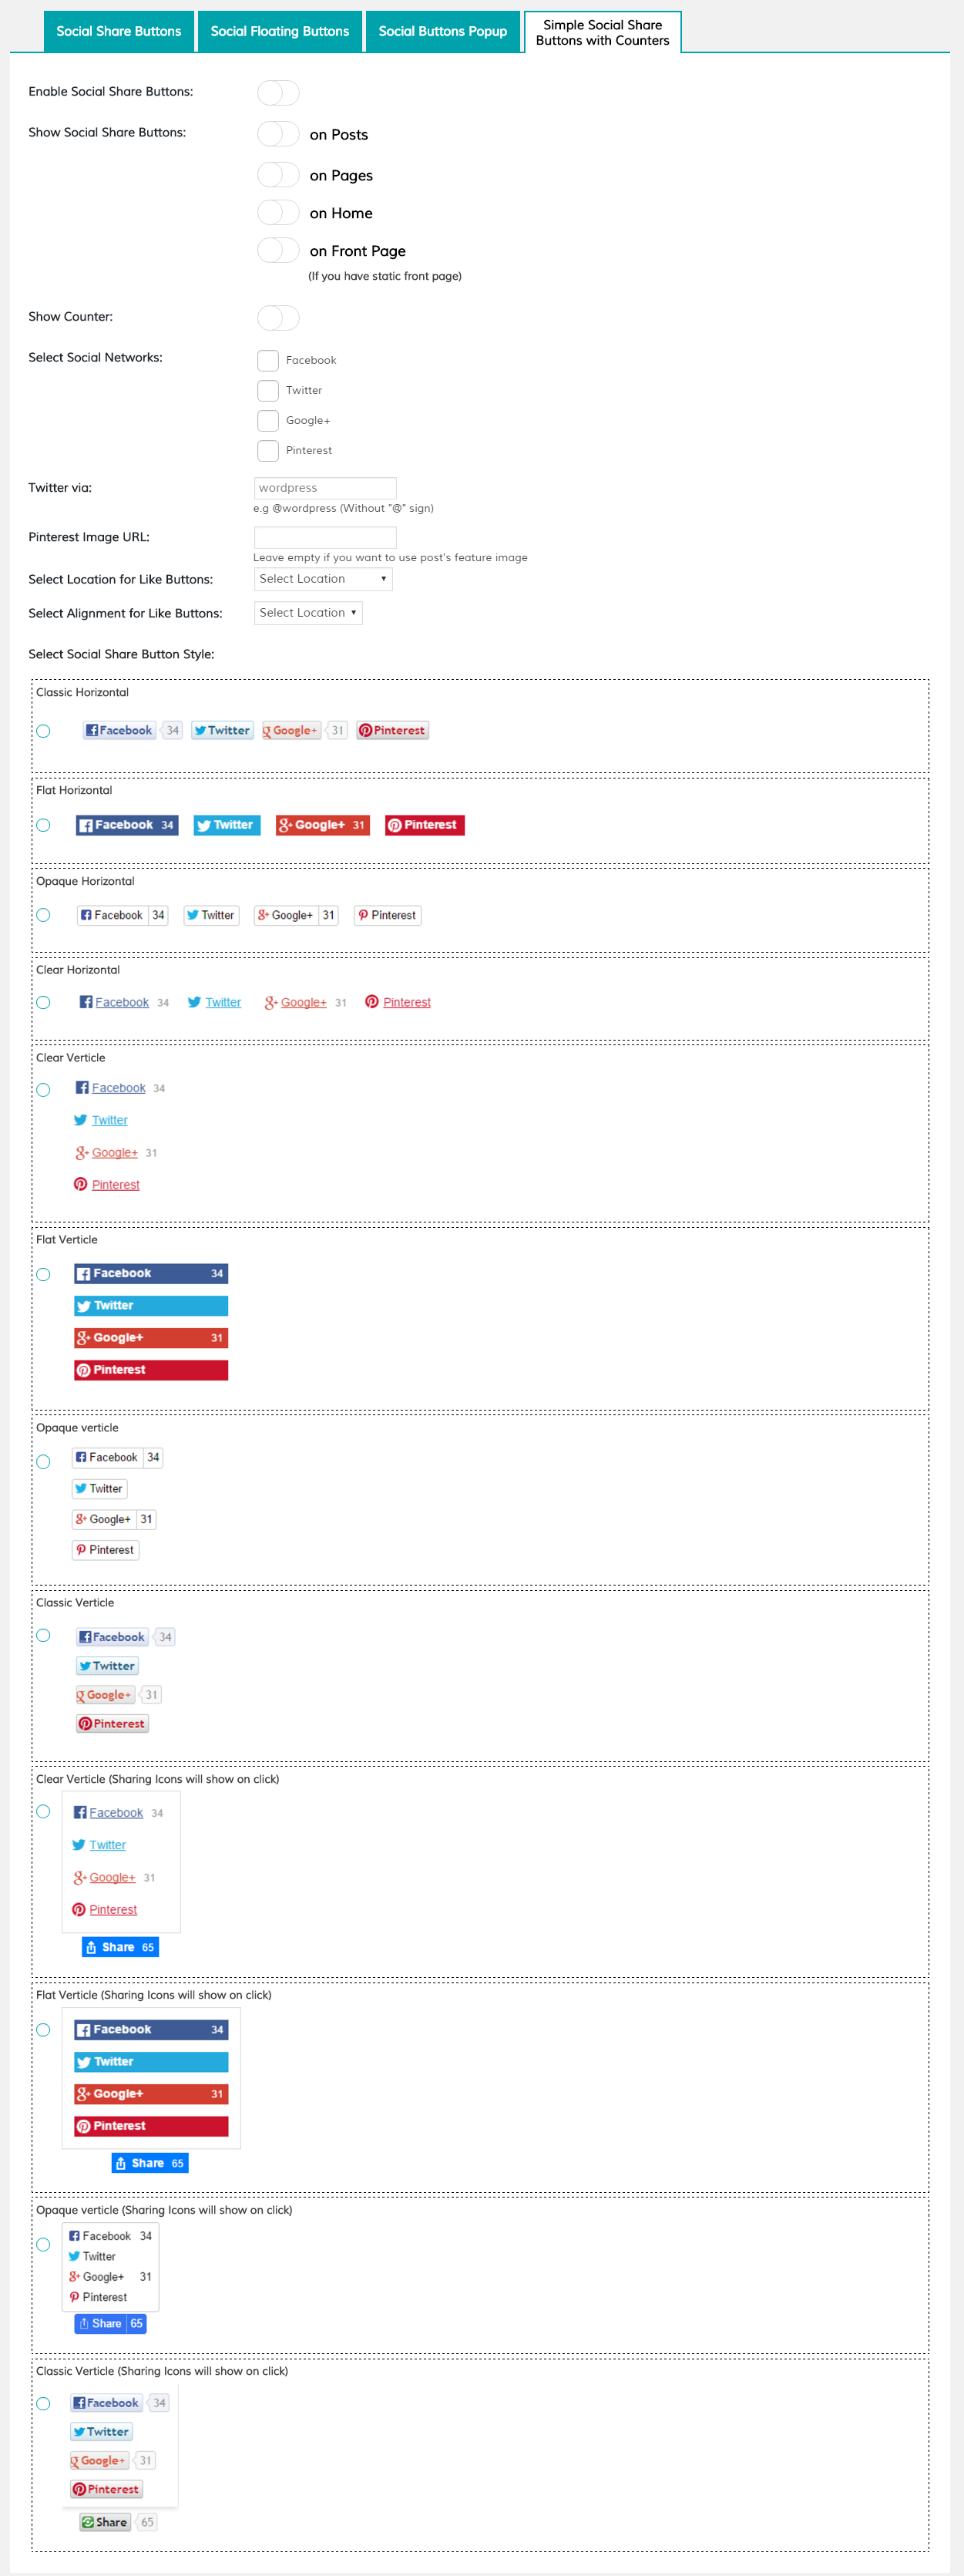 Social Share Buttons Social Floating Buttons Social Buttons Popup Simple Social Share
Buttons with Counters
Enable Social Share Buttons:
Show Social Share Buttons: on Posts
on Pages
on Home
on Front Page
(If you have static front page)
Show Counter:
Select Social Networks: Facebook
Twitter
Google+
Pinterest
Twitter via: wordpress
e.g @wordpress (Without "@" sign)
Pinterest Image URL:
Leave empty if you want to use post's feature image
Select Location for Like Buttons: Select Location
Select Alignment for Like Buttons: Select Location
Select Social Share Button Style:
Classic Horizontal
Facebook 34 Twitter Google+ 31 Pinterest
Flat Horizontal
Facebook 34 Twitter Google+ 31 Pinterest
Opaque Horizontal
Facebook 34 Twitter Google+ 31 Pinterest
Clear Horizontal
Facebook 34 Twitter Google+ 31 Pinterest
Clear Verticle
Facebook 34
Twitter
Google+ 31
Pinterest
Flat Verticle
Facebook 34
Twitter
Google+ 31
Pinterest
Opaque verticle
Facebook 34
Twitter
Google+ 31
Pinterest
Classic Verticle
Facebook 34
Twitter
Google+ 31
Pinterest
Clear Verticle (Sharing Icons will show on click)
Facebook 34
Twitter
Google+ 31
Pinterest
Share 65
Flat Verticle (Sharing Icons will show on click)
Facebook 34
Twitter
Google+ 31
Pinterest
Share 65
Opaque verticle (Sharing Icons will show on click)
Facebook 34
Twitter
Google+ 31
Pinterest
Share 65
Classic Verticle (Sharing Icons will show on click)
Facebook 34
Twitter
Google+ 31
Pinterest
Share 65